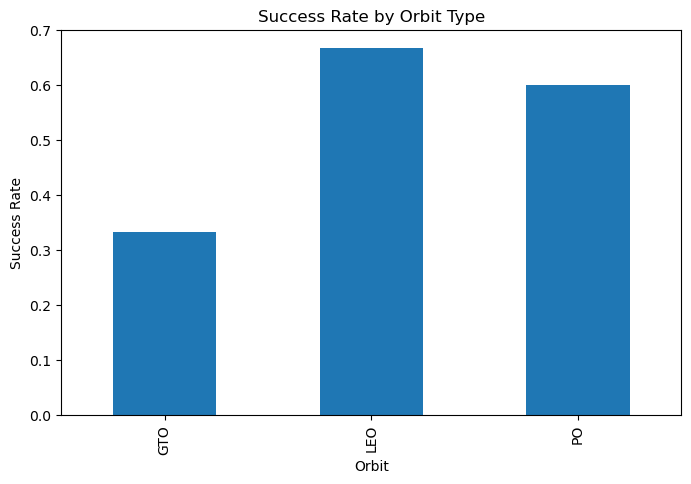 Success Rate by Orbit Type
Success Rate
0.7
0.6
0.5
0.4
0.3
0.2
0.1
0.0
GTO
LEO
PO
Orbit